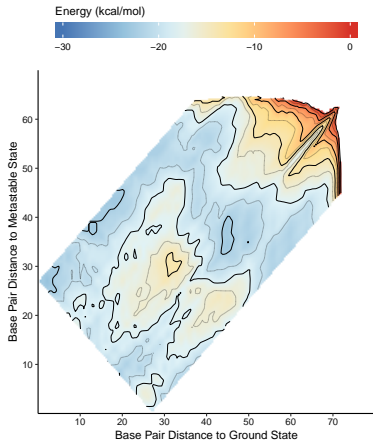 Energy (kcal/mol)
−30 −20 −10 0
Base Pair Distance to Metastable State
60
50
40
30
20
10
10 20 30 40 50 60 70
Base Pair Distance to Ground State